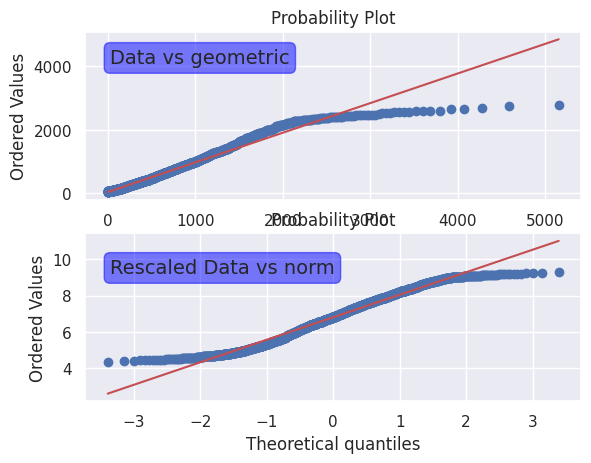 Probability Plot
Data vs geometric
Ordered Values
4000
2000
0
0 1000 2000 3000 4000 5000
Probability Plot
Rescaled Data vs norm
Ordered Values
10
8
6
4
−3 −2 −1 0 1 2 3
Theoretical quantiles